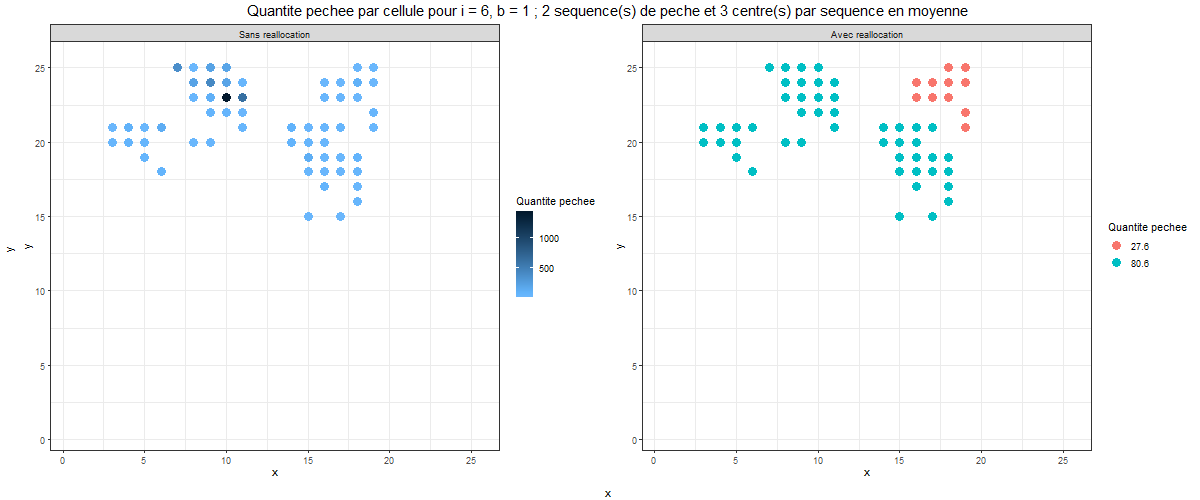 Quantite pechee par cellule pour i = 6, b = 1 ; 2 sequence(s) de peche et 3 centre(s) par sequence en moyenne
Sans reallocation
25
20
15
10
5
0
y
y
0 5 10 15 20 25
x
Quantite pechee
1000
500
Avec reallocation
25
20
15
10
5
0
y
0 5 10 15 20 25
x
Quantite pechee
27.6
80.6
x